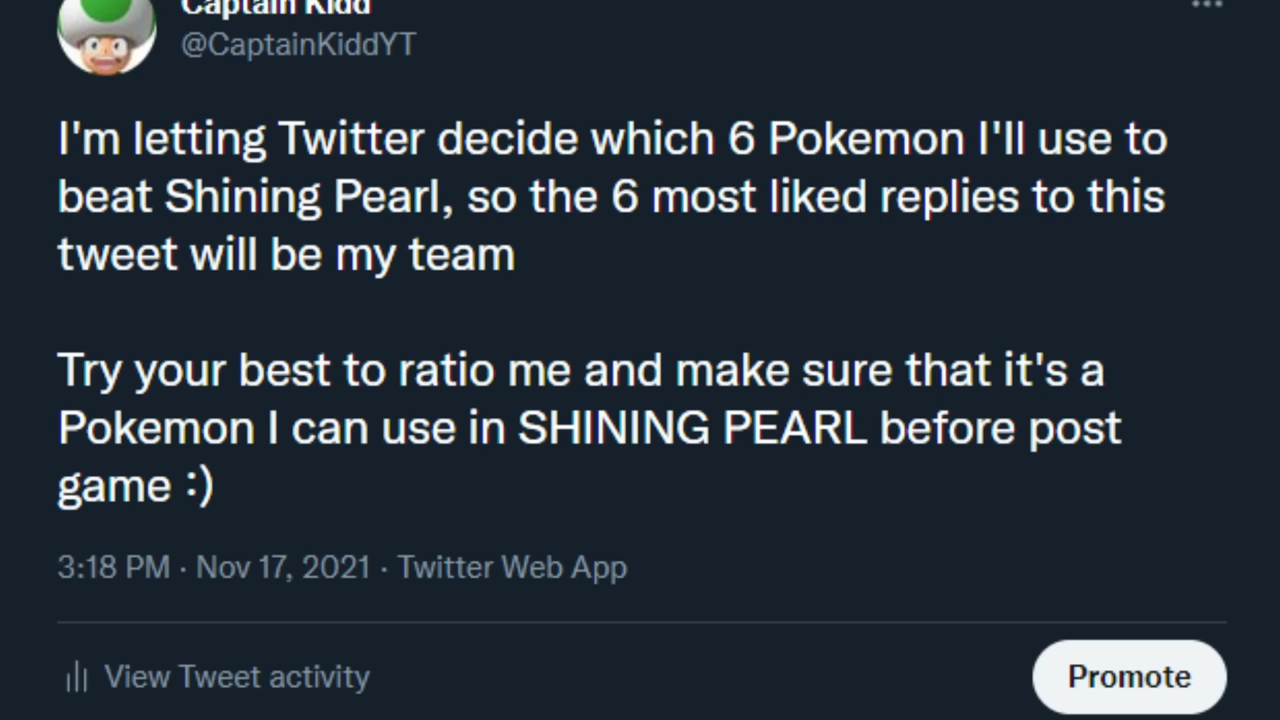 Captain Kidd
@CaptainKiddYT
I'm letting Twitter decide which 6 Pokemon I'll use to
beat Shining Pearl, so the 6 most liked replies to this
tweet will be my team
Try your best to ratio me and make sure that it's a
Pokemon I can use in SHINING PEARL before post
game :)
3:18 PM · Nov 17, 2021 · Twitter Web App
View Tweet activity
Promote